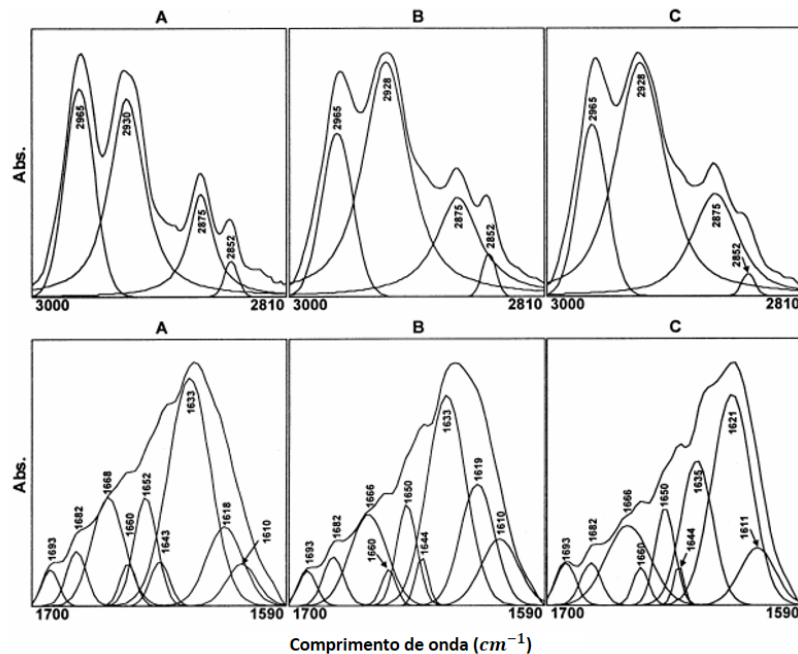 A B C
Abs.
2965 2930 2875 2852
2965 2928 2875 2852
2965 2928 2875 2852
3000 2810 3000 2810 3000 2810
A B C
Abs.
1693 1682 1668 1660 1652 1643 1633 1618 1610
1693 1682 1666 1660 1650 1644 1633 1619 1610
1693 1682 1666 1660 1650 1644 1635 1621 1611
1700 1590 1700 1590 1700 1590
Comprimento de onda (cm⁻¹)